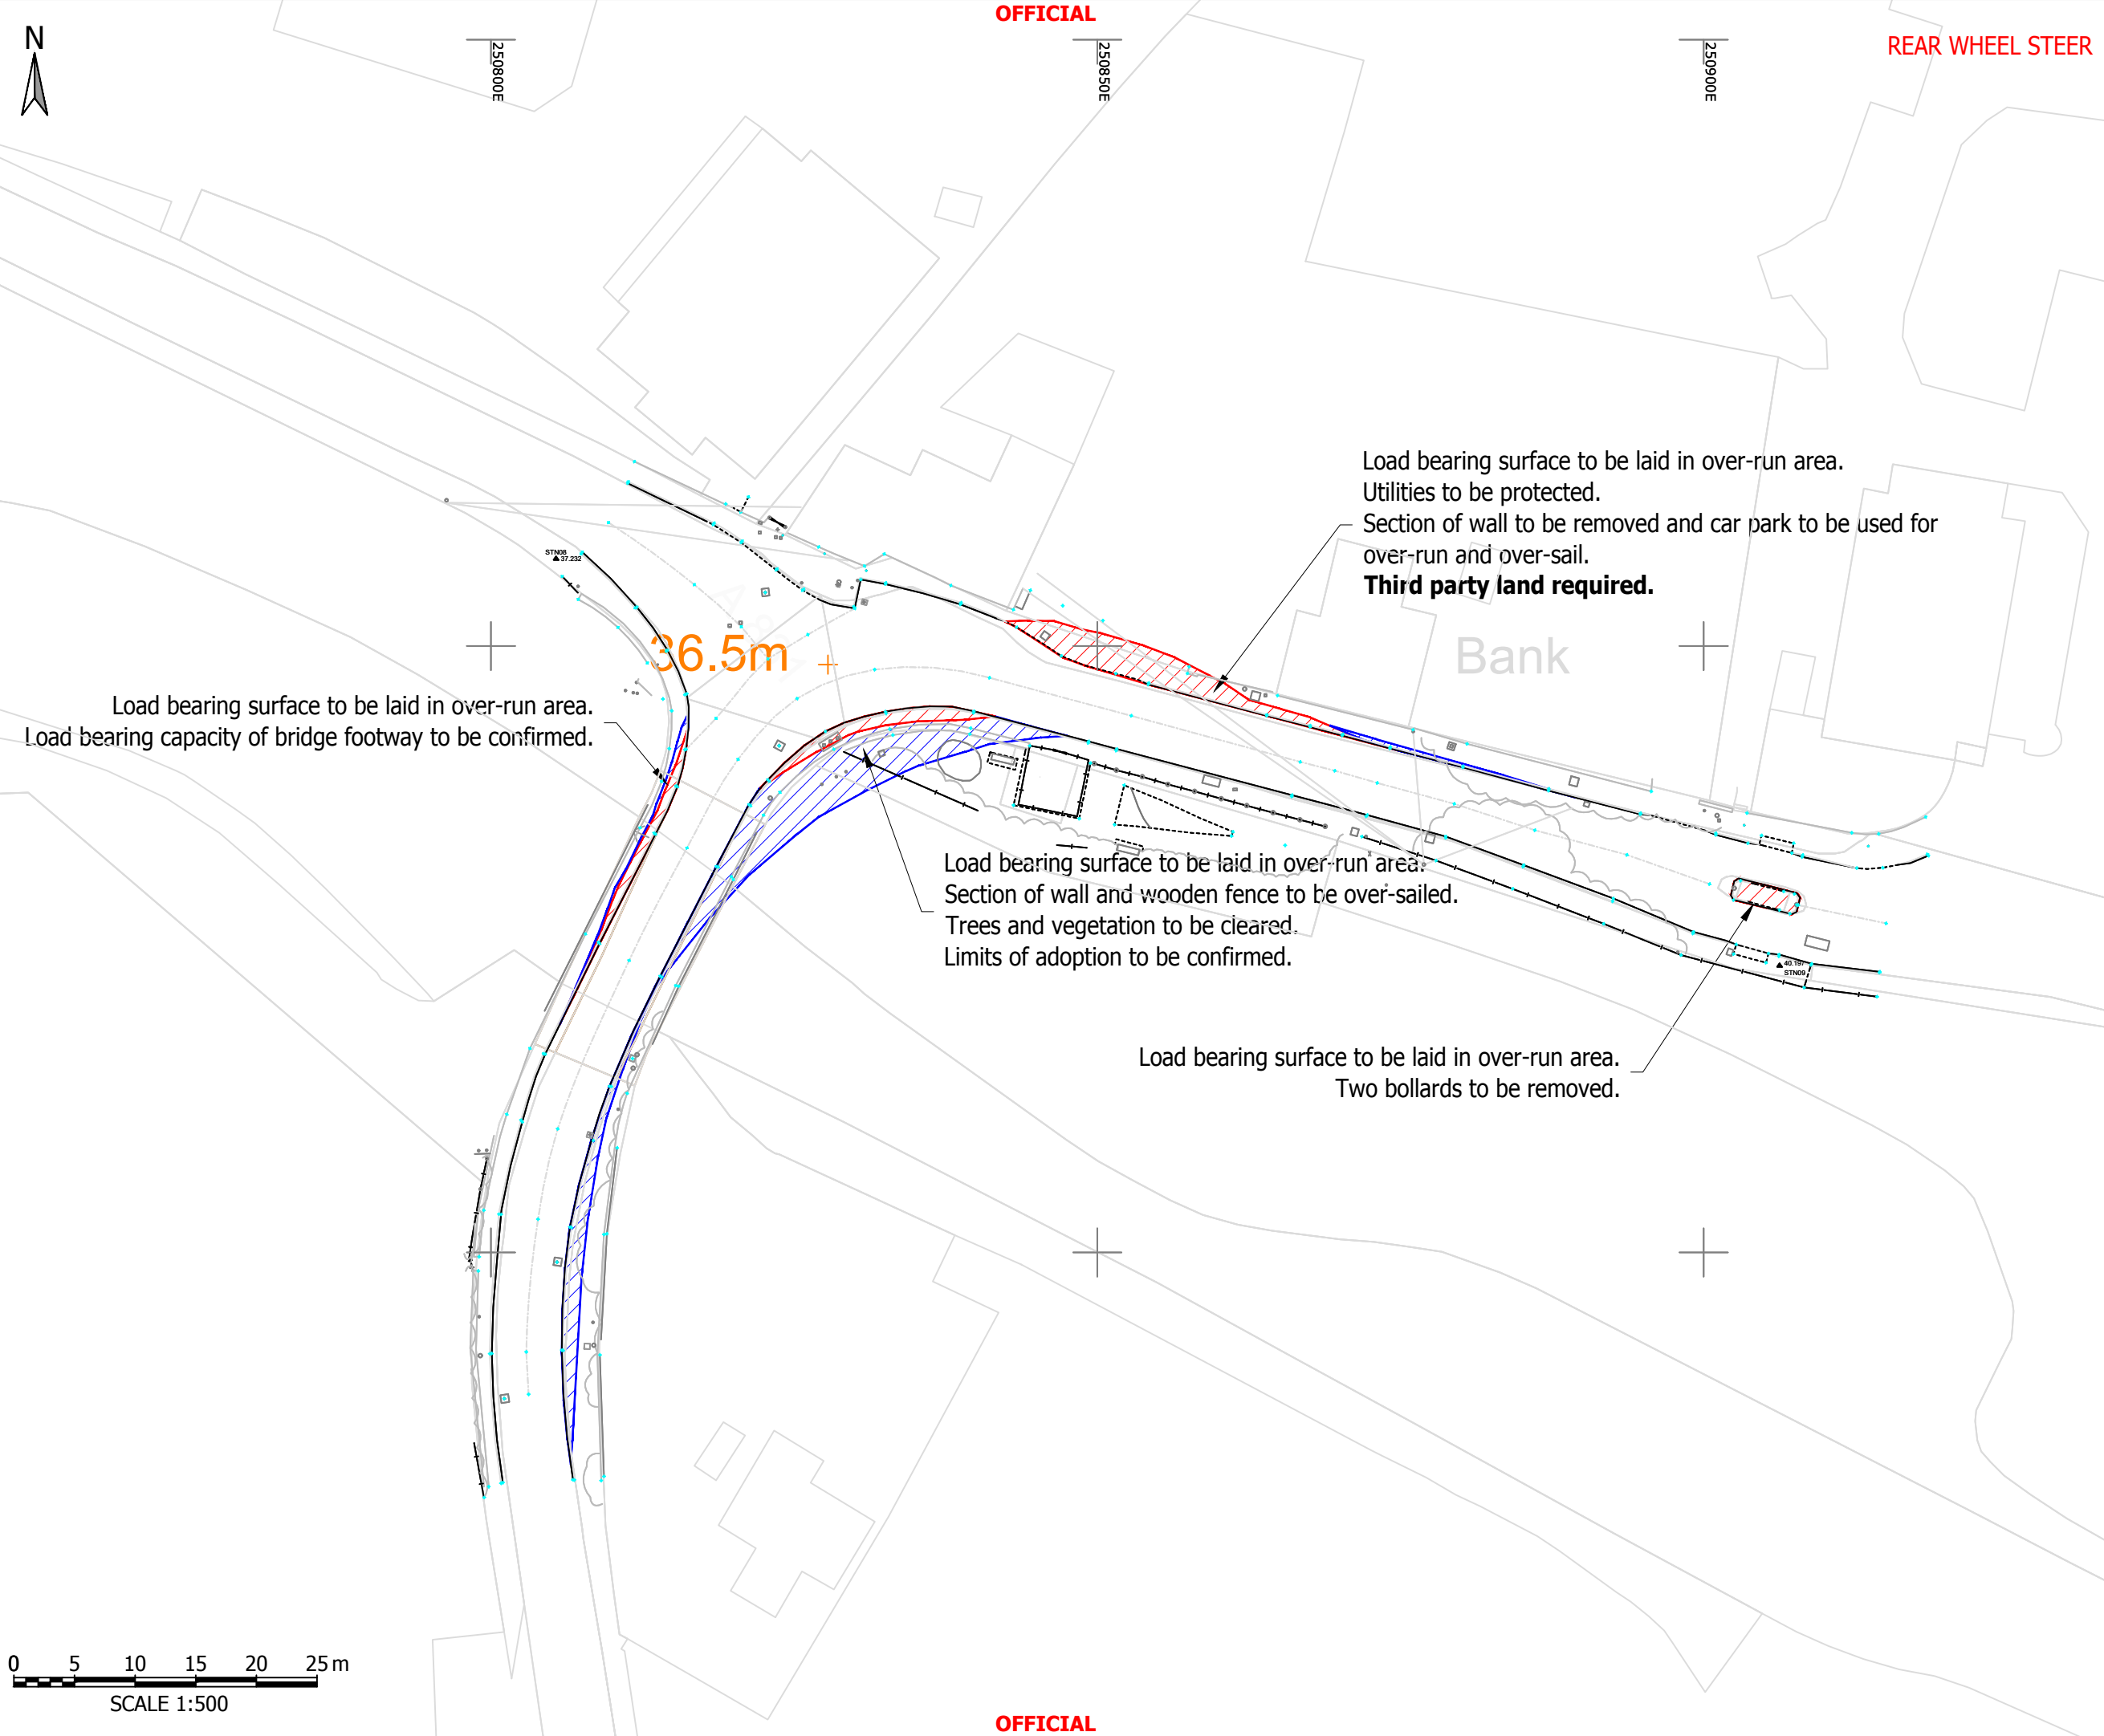 OFFICIAL
N
250800E
250850E
250900E
REAR WHEEL STEER
Load bearing surface to be laid in over-run area.
Utilities to be protected.
Section of wall to be removed and car park to be used for
over-run and over-sail.
Third party land required.
STN08
37.232
36.5m
Bank
Load bearing surface to be laid in over-run area.
Load bearing capacity of bridge footway to be confirmed.
Load bearing surface to be laid in over-run area.
Section of wall and wooden fence to be over-sailed.
Trees and vegetation to be cleared.
Limits of adoption to be confirmed.
40.197
STN09
Load bearing surface to be laid in over-run area.
Two bollards to be removed.
0 5 10 15 20 25 m
SCALE 1:500
OFFICIAL